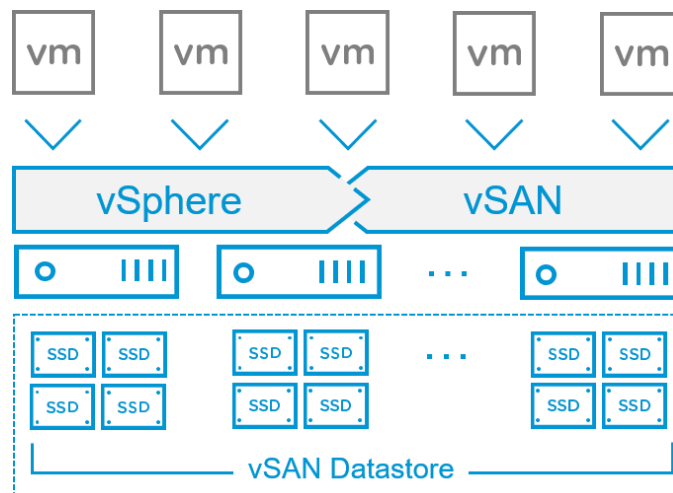 vm vm vm vm vm
vSphere vSAN
...
SSD SSD SSD SSD ... SSD SSD
SSD SSD SSD SSD SSD SSD
vSAN Datastore